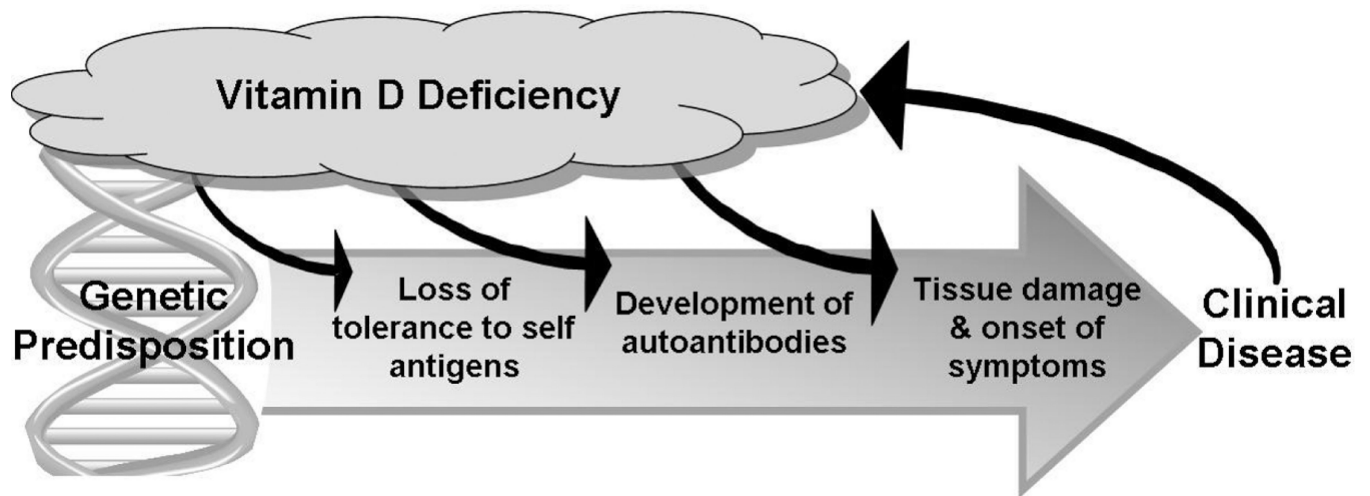 Vitamin D Deficiency
Genetic
Predisposition
Loss of
tolerance to self
antigens
Development of
autoantibodies
Tissue damage
& onset of
symptoms
Clinical
Disease